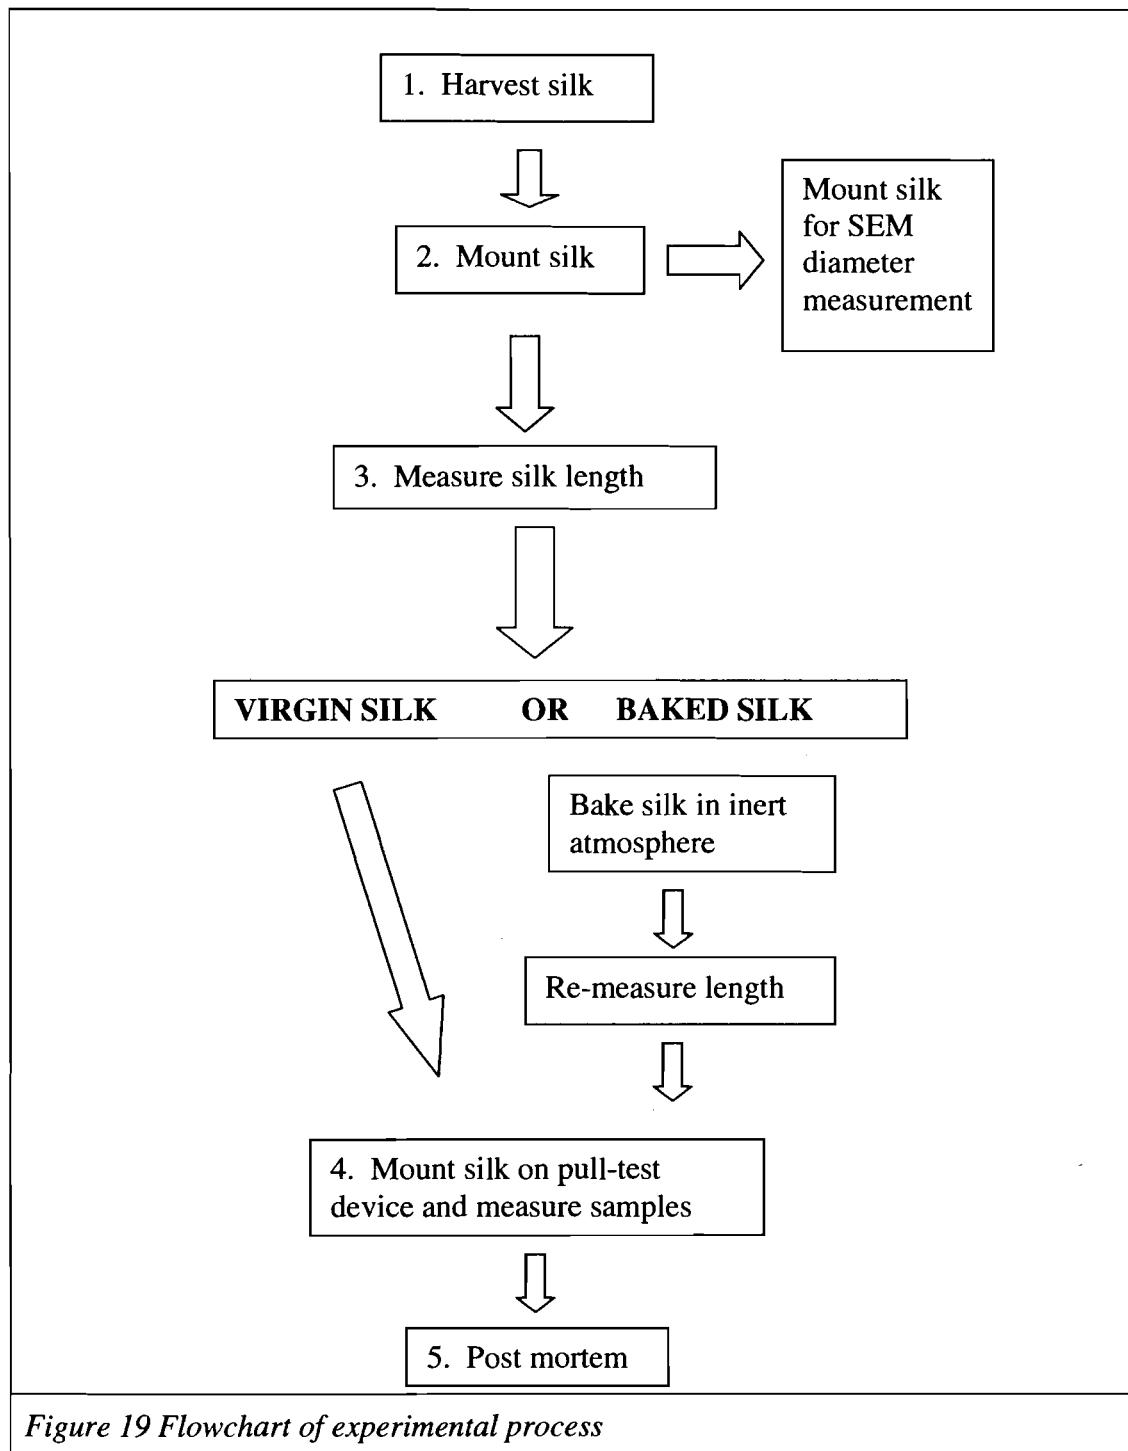 1. Harvest silk
2. Mount silk
Mount silk
for SEM
diameter
measurement
3. Measure silk length
VIRGIN SILK OR BAKED SILK
Bake silk in inert
atmosphere
Re-measure length
4. Mount silk on pull-test
device and measure samples
5. Post mortem
Figure 19 Flowchart of experimental process